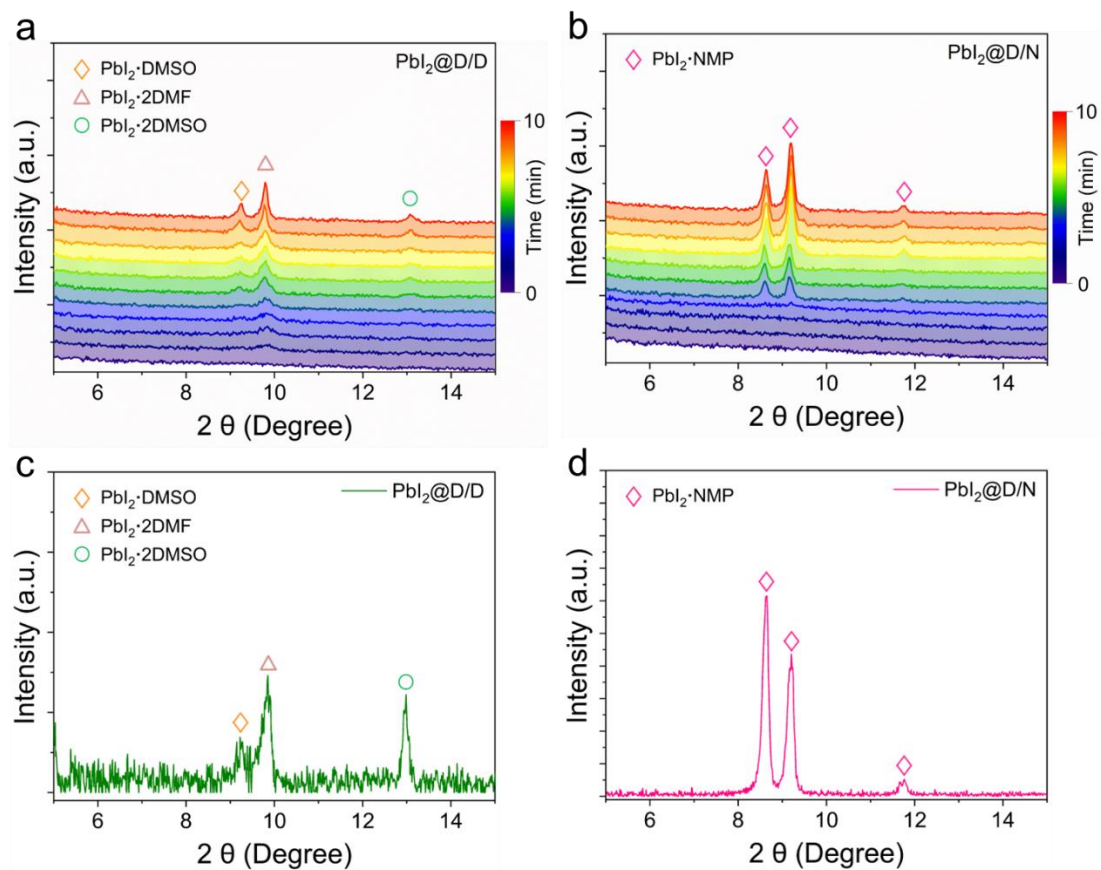 a
PbI₂·DMSO
PbI₂·2DMF
PbI₂·2DMSO
PbI₂@D/D
10
0
Time (min)
Intensity (a.u.)
6 8 10 12 14
2 θ (Degree)
b
PbI₂·NMP
PbI₂@D/N
10
0
Time (min)
Intensity (a.u.)
6 8 10 12 14
2 θ (Degree)
c
PbI₂·DMSO
PbI₂·2DMF
PbI₂·2DMSO
PbI₂@D/D
Intensity (a.u.)
6 8 10 12 14
2 θ (Degree)
d
PbI₂·NMP
PbI₂@D/N
Intensity (a.u.)
6 8 10 12 14
2 θ (Degree)